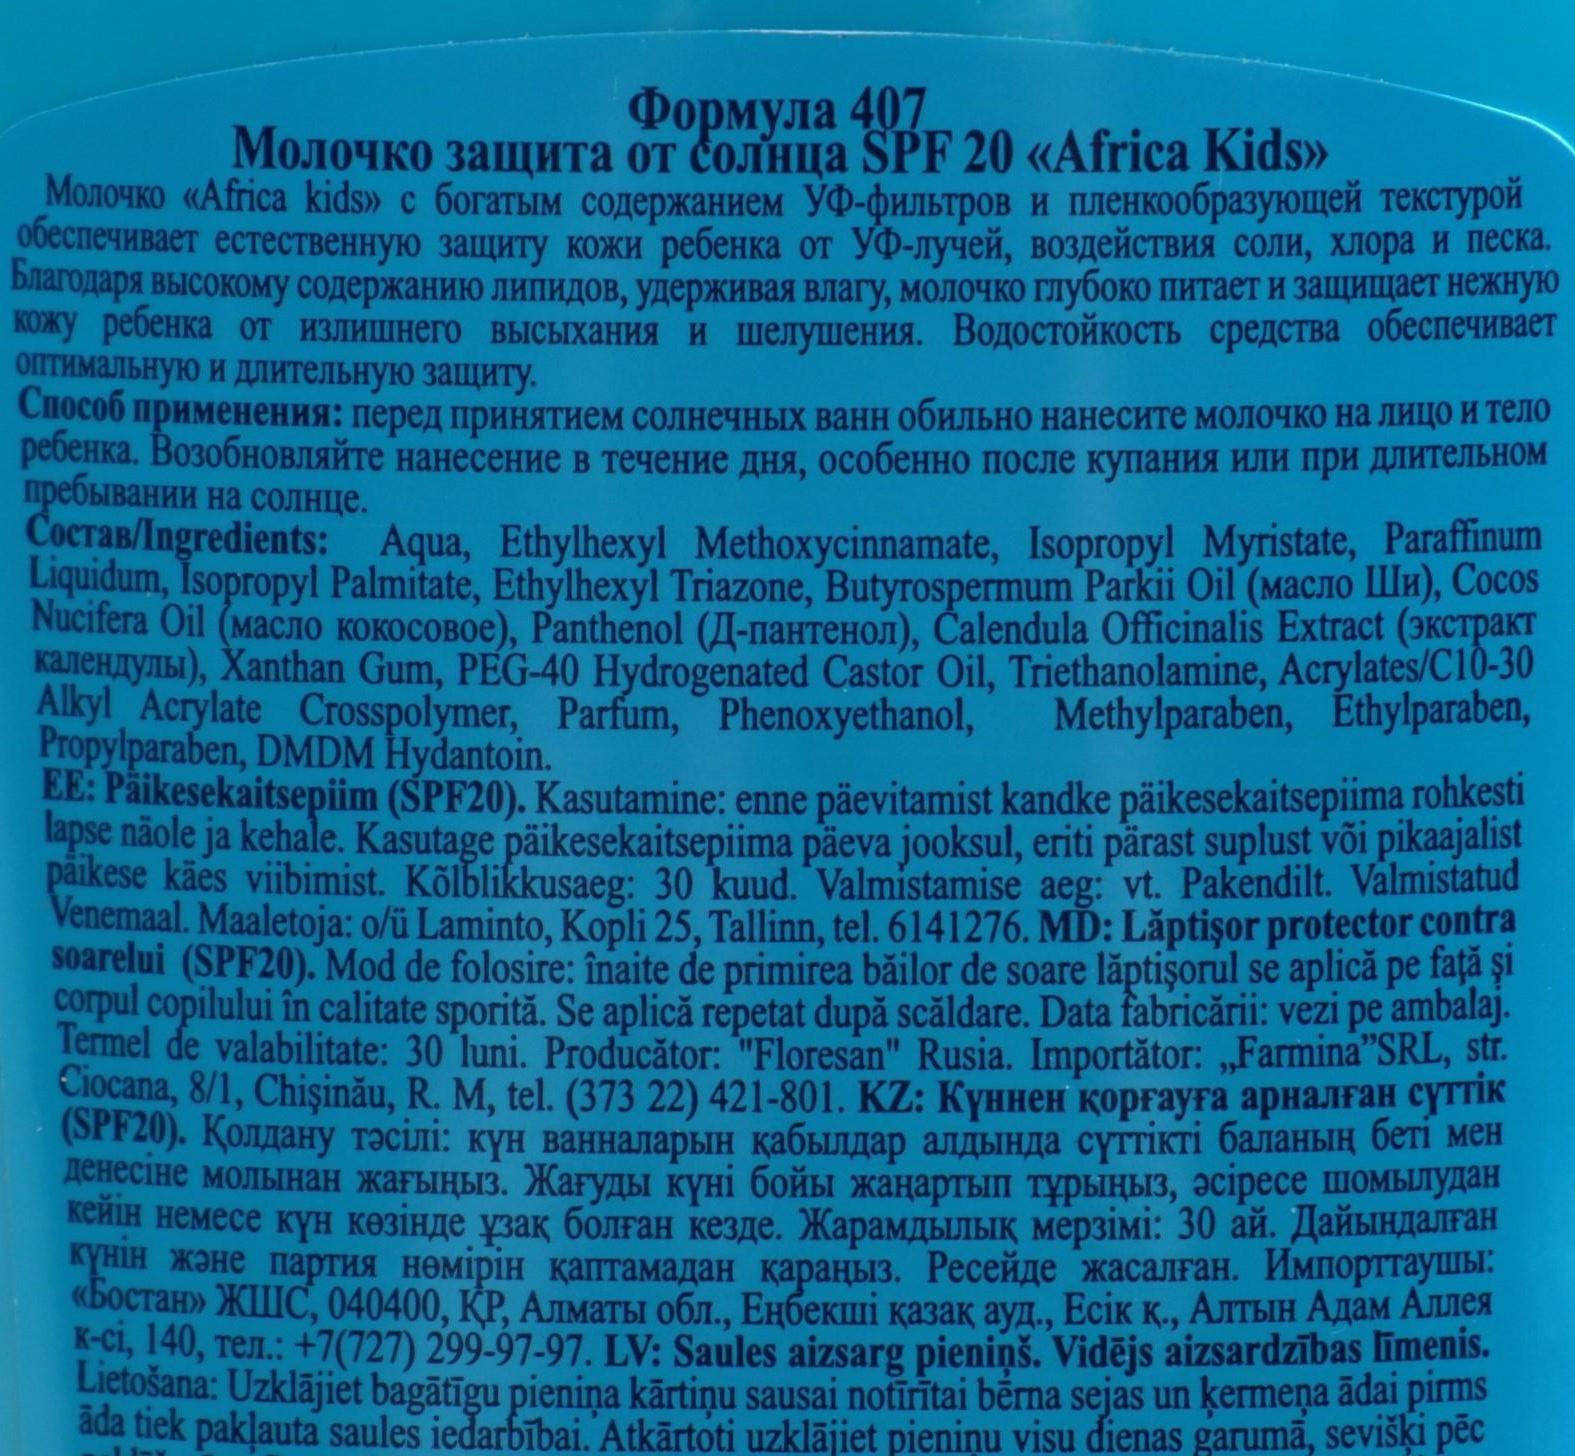 Формула 407
Молочко защита от солнца SPF 20 «Africa Kids»
Молочко «Africa kids» с богатым содержанием УФ-фильтров и пленкообразующей текстурой
обеспечивает естественную защиту кожи ребенка от УФ-лучей, воздействия соли, хлора и песка.
Благодаря высокому содержанию липидов, удерживая влагу, молочко глубоко питает и защищает нежную
кожу ребенка от излишнего высыхания и шелушения. Водостойкость средства обеспечивает
оптимальную и длительную защиту.
Способ применения: перед принятием солнечных ванн обильно нанесите молочко на лицо и тело
ребенка. Возобновляйте нанесение в течение дня, особенно после купания или при длительном
пребывании на солнце.
Состав/Ingredients: Aqua, Ethylhexyl Methoxycinnamate, Isopropyl Myristate, Paraffinum
Liquidum, Isopropyl Palmitate, Ethylhexyl Triazone, Butyrospermum Parkii Oil (масло Ши), Cocos
Nucifera Oil (масло кокосовое), Panthenol (Д-пантенол), Calendula Officinalis Extract (экстракт
календулы), Xanthan Gum, PEG-40 Hydrogenated Castor Oil, Triethanolamine, Acrylates/C10-30
Alkyl Acrylate Crosspolymer, Parfum, Phenoxyethanol, Methylparaben, Ethylparaben,
Propylparaben, DMDM Hydantoin.
EE: Päikesekaitsepiim (SPF20). Kasutamine: enne päevitamist kandke päikesekaitsepiima rohkesti
lapse näole ja kehale. Kasutage päikesekaitsepiima päeva jooksul, eriti pärast suplust või pikaajalist
päikese käes viibimist. Kõlblikkusaeg: 30 kuud. Valmistamise aeg: vt. Pakendilt. Valmistatud
Venemaal. Maaletoja: o/ü Laminto, Kopli 25, Tallinn, tel. 6141276. MD: Lăptişor protector contra
soarelui (SPF20). Mod de folosire: înaite de primirea băilor de soare lăptişorul se aplică pe faţă şi
corpul copilului în calitate sporită. Se aplică repetat după scăldare. Data fabricării: vezi pe ambalaj.
Termel de valabilitate: 30 luni. Producător: "Floresan" Rusia. Importător: „Farmina”SRL, str.
Ciocana, 8/1, Chişinău, R. M, tel. (373 22) 421-801. KZ: Күннен қорғауға арналған сүттік
(SPF20). Қолдану тәсілі: күн ванналарын қабылдар алдында сүттікті баланың беті мен
денесіне молынан жағыңыз. Жағуды күні бойы жаңартып тұрыңыз, әсіресе шомылудан
кейін немесе күн көзінде ұзақ болған кезде. Жарамдылық мерзімі: 30 ай. Дайындалған
күнін және партия нөмірін қаптамадан қараңыз. Ресейде жасалған. Импорттаушы:
«Бостан» ЖШС, 040400, ҚР, Алматы обл., Еңбекші қазақ ауд., Есік қ., Алтын Адам Аллея
к-сі, 140, тел.: +7(727) 299-97-97. LV: Saules aizsarg pieniņš. Vidējs aizsardzības līmenis.
Lietošana: Uzklājiet bagātīgu pieniņa kārtiņu sausai notīrītai bērna sejas un ķermeņa ādai pirms
āda tiek pakļauta saules iedarbībai. Atkārtoti uzklājiet pieniņu visu dienas garumā, sevišķi pēc